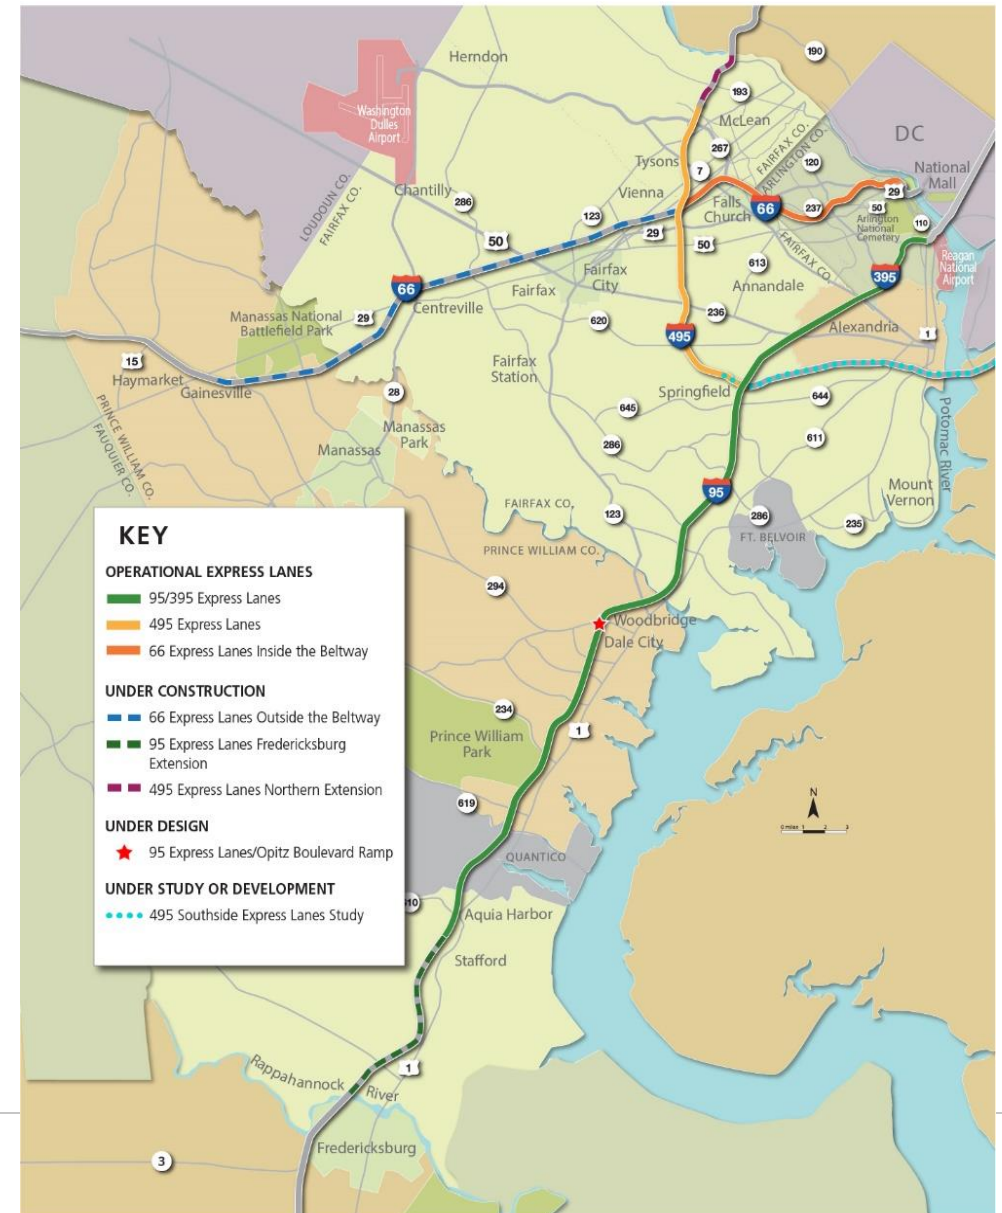 Herndon
190
193
McLean
Washington
Dulles
Airport
DC
FAIRFAX CO.
ARLINGTON CO.
267
120
Tysons
National
Mall
7
Chantilly
286
Vienna
29
LOUDOUN CO.
FAIRFAX CO.
123
Falls
Church
66
237
50
Arlington
National
Cemetery
110
50
29
50
FAIRFAX CO.
613
Reagan
National
Airport
Fairfax
City
395
66
Fairfax
Annandale
Centreville
Manassas National
Battlefield Park
29
620
236
Alexandria
1
495
15
Haymarket
Gainesville
Fairfax
Station
28
Springfield
644
PRINCE WILLIAM CO.
FAUQUIER CO.
645
Manassas
Park
286
611
Potomac River
Manassas
95
Mount
Vernon
FAIRFAX CO.
123
286
235
FT. BELVOIR
PRINCE WILLIAM CO.
294
Woodbridge
Dale City
234
1
Prince William
Park
619
N
0 miles 1 2 3
QUANTICO
Aquia Harbor
Stafford
1
Rappahannock
River
Fredericksburg
3
KEY
OPERATIONAL EXPRESS LANES
95/395 Express Lanes
495 Express Lanes
66 Express Lanes Inside the Beltway
UNDER CONSTRUCTION
66 Express Lanes Outside the Beltway
95 Express Lanes Fredericksburg
Extension
495 Express Lanes Northern Extension
UNDER DESIGN
95 Express Lanes/Opitz Boulevard Ramp
UNDER STUDY OR DEVELOPMENT
495 Southside Express Lanes Study